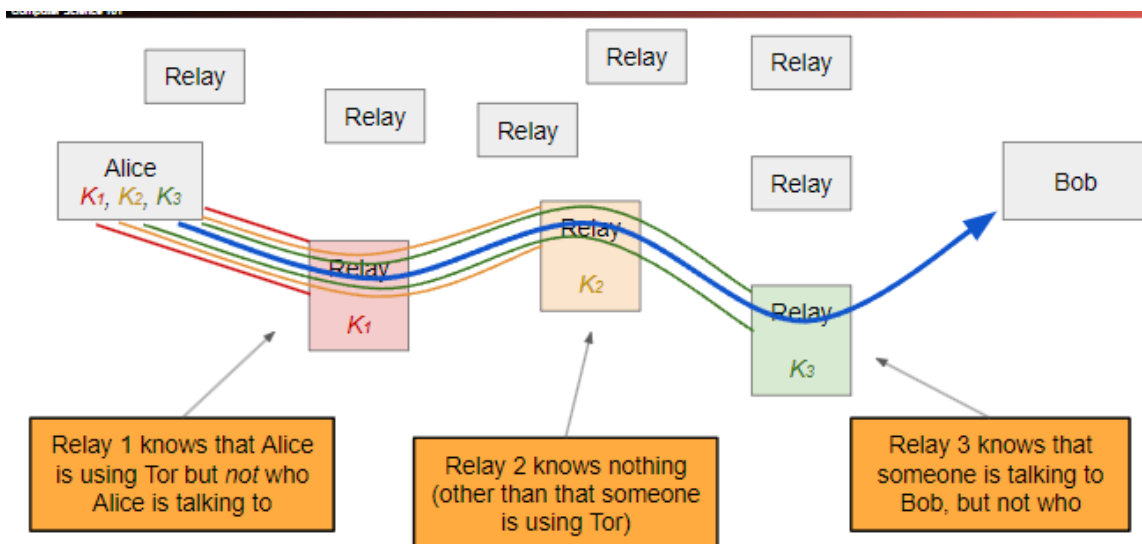 Relay
Relay
Relay
Relay
Relay
Relay
Alice
K1, K2, K3
Bob
Relay
K1
Relay
K2
Relay
K3
Relay 1 knows that Alice
is using Tor but not who
Alice is talking to
Relay 2 knows nothing
(other than that someone
is using Tor)
Relay 3 knows that
someone is talking to
Bob, but not who